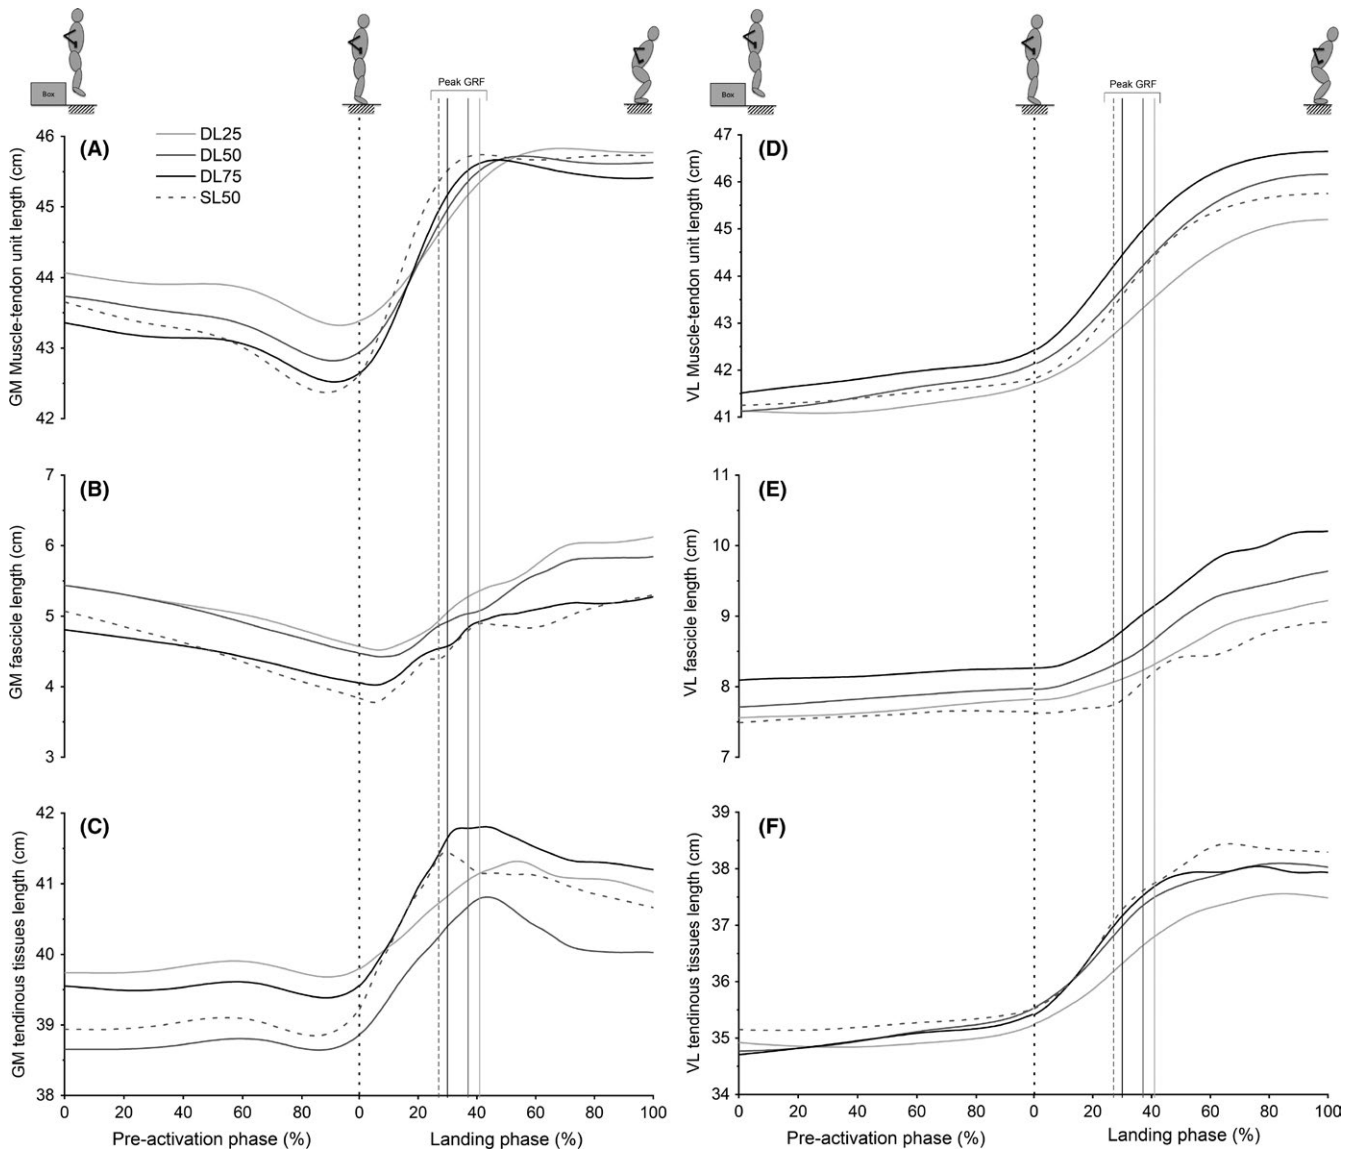 Box
Peak GRF
Box
Peak GRF
(A)
DL25
DL50
DL75
SL50
GM Muscle-tendon unit length (cm)
46
45
44
43
42
(D)
VL Muscle-tendon unit length (cm)
47
46
45
44
43
42
41
(B)
GM fascicle length (cm)
7
6
5
4
3
(E)
VL fascicle length (cm)
11
10
9
8
7
(C)
GM tendinous tissues length (cm)
42
41
40
39
38
0 20 40 60 80 0 20 40 60 80 100
Pre-activation phase (%) Landing phase (%)
(F)
VL tendinous tissues length (cm)
39
38
37
36
35
34
0 20 40 60 80 0 20 40 60 80 100
Pre-activation phase (%) Landing phase (%)